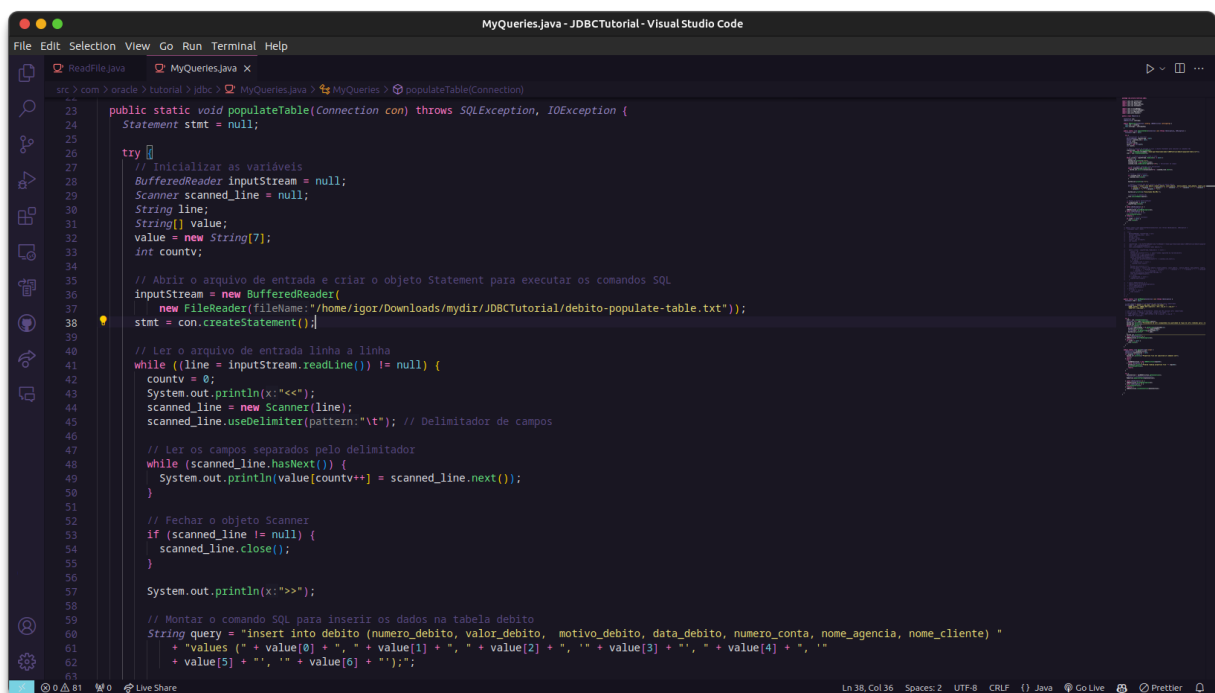 MyQueries.java - JDBCTutorial - Visual Studio Code
File Edit Selection View Go Run Terminal Help
ReadFile.java MyQueries.java ×
src > com > oracle > tutorial > jdbc > MyQueries.java > MyQueries > populateTable(Connection)
23 public static void populateTable(Connection con) throws SQLException, IOException {
24 Statement stmt = null;
25
26 try {
27 // Inicializar as variáveis
28 BufferedReader inputStream = null;
29 Scanner scanned_line = null;
30 String line;
31 String[] value;
32 value = new String[7];
33 int countv;
34
35 // Abrir o arquivo de entrada e criar o objeto Statement para executar os comandos SQL
36 inputStream = new BufferedReader(
37 new FileReader(fileName:"/home/igor/Downloads/mydir/JDBCTutorial/debito-populate-table.txt"));
38 stmt = con.createStatement();
39
40 // Ler o arquivo de entrada linha a linha
41 while ((line = inputStream.readLine()) != null) {
42 countv = 0;
43 System.out.println(x:"<<");
44 scanned_line = new Scanner(line);
45 scanned_line.useDelimiter(pattern:"\t"); // Delimitador de campos
46
47 // Ler os campos separados pelo delimitador
48 while (scanned_line.hasNext()) {
49 System.out.println(value[countv++] = scanned_line.next());
50 }
51
52 // Fechar o objeto Scanner
53 if (scanned_line != null) {
54 scanned_line.close();
55 }
56
57 System.out.println(x:">>");
58
59 // Montar o comando SQL para inserir os dados na tabela debito
60 String query = "insert into debito (numero_debito, valor_debito,  motivo_debito, data_debito, numero_conta, nome_agencia, nome_cliente) "
61 + "values (" + value[0] + ", " + value[1] + ", " + value[2] + ", '" + value[3] + "', " + value[4] + ", '"
62 + value[5] + "', '" + value[6] + "');";
63
0 81 0 Live Share Ln 38, Col 36 Spaces: 2 UTF-8 CRLF {} Java Go Live Prettier